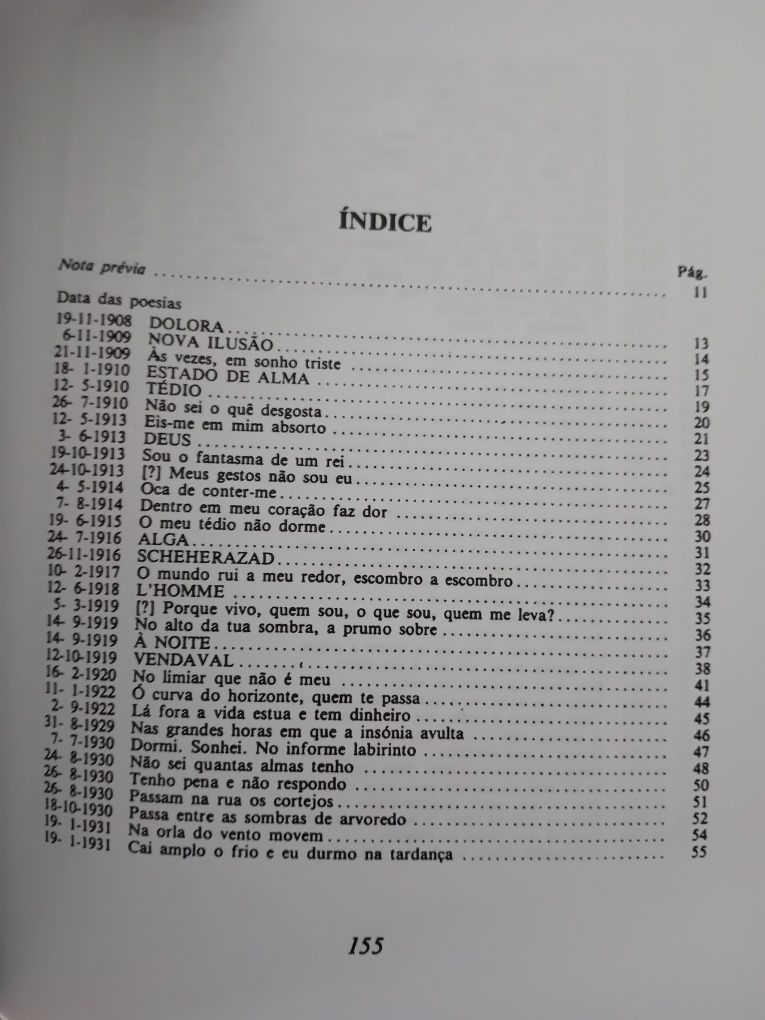 ÍNDICE
Pág.
Nota prévia ........ 11
Data das poesias
19-11-1908 DOLORA ........ 13
6-11-1909 NOVA ILUSÃO ........ 14
21-11-1909 Às vezes, em sonho triste ........ 15
18- 1-1910 ESTADO DE ALMA ........ 17
12- 5-1910 TÉDIO ........ 19
26- 7-1910 Não sei o quê desgosta ........ 20
12- 5-1913 Eis-me em mim absorto ........ 21
3- 6-1913 DEUS ........ 23
19-10-1913 Sou o fantasma de um rei ........ 24
24-10-1913 [?] Meus gestos não sou eu ........ 25
4- 5-1914 Oca de conter-me ........ 27
7- 8-1914 Dentro em meu coração faz dor ........ 28
19- 6-1915 O meu tédio não dorme ........ 30
24- 7-1916 ALGA ........ 31
26-11-1916 SCHEHERAZAD ........ 32
10- 2-1917 O mundo rui a meu redor, escombro a escombro ........ 33
12- 6-1918 L'HOMME ........ 34
5- 3-1919 [?] Porque vivo, quem sou, o que sou, quem me leva? ........ 35
14- 9-1919 No alto da tua sombra, a prumo sobre ........ 36
14- 9-1919 À NOITE ........ 37
12-10-1919 VENDAVAL ........ 38
16- 2-1920 No limiar que não é meu ........ 41
11- 1-1922 Ó curva do horizonte, quem te passa ........ 44
2- 9-1922 Lá fora a vida estua e tem dinheiro ........ 45
31- 8-1929 Nas grandes horas em que a insónia avulta ........ 46
7- 7-1930 Dormi. Sonhei. No informe labirinto ........ 47
24- 8-1930 Não sei quantas almas tenho ........ 48
26- 8-1930 Tenho pena e não respondo ........ 50
26- 8-1930 Passam na rua os cortejos ........ 51
18-10-1930 Passa entre as sombras de arvoredo ........ 52
19- 1-1931 Na orla do vento movem ........ 54
19- 1-1931 Cai amplo o frio e eu durmo na tardança ........ 55
155